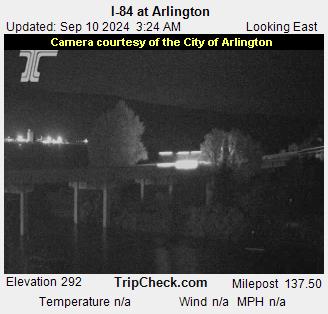 I-84 at Arlington
Updated: Sep 10 2024 3:24 AM Looking East
Camera courtesy of the City of Arlington
Elevation 292 TripCheck.com Milepost 137.50
Temperature n/a Wind n/a MPH n/a